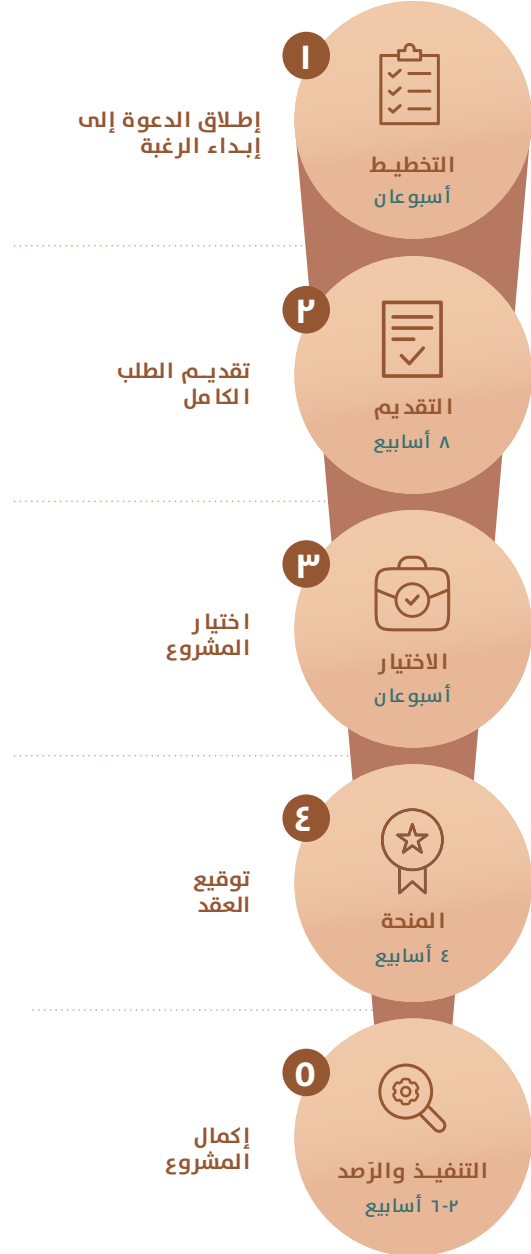 ١
التخطيط
أسبوعان
إطلاق الدعوة إلى
إبداء الرغبة
٢
التقديم
٨ أسابيع
تقديم الطلب
الكامل
٣
الاختيار
أسبوعان
اختيار
المشروع
٤
المنحة
٤ أسابيع
توقيع
العقد
٥
التنفيذ والرَصد
٢-٦ أسابيع
إكمال
المشروع